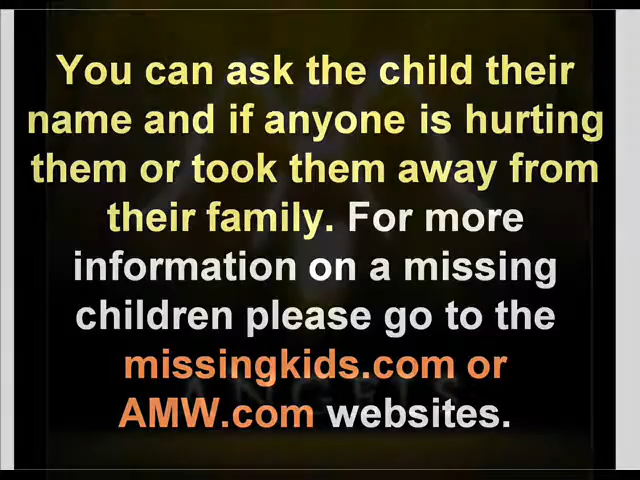 You can ask the child their
name and if anyone is hurting
them or took them away from
their family. For more
information on a missing
children please go to the
missingkids.com or
ANGELS
AMW.com websites.